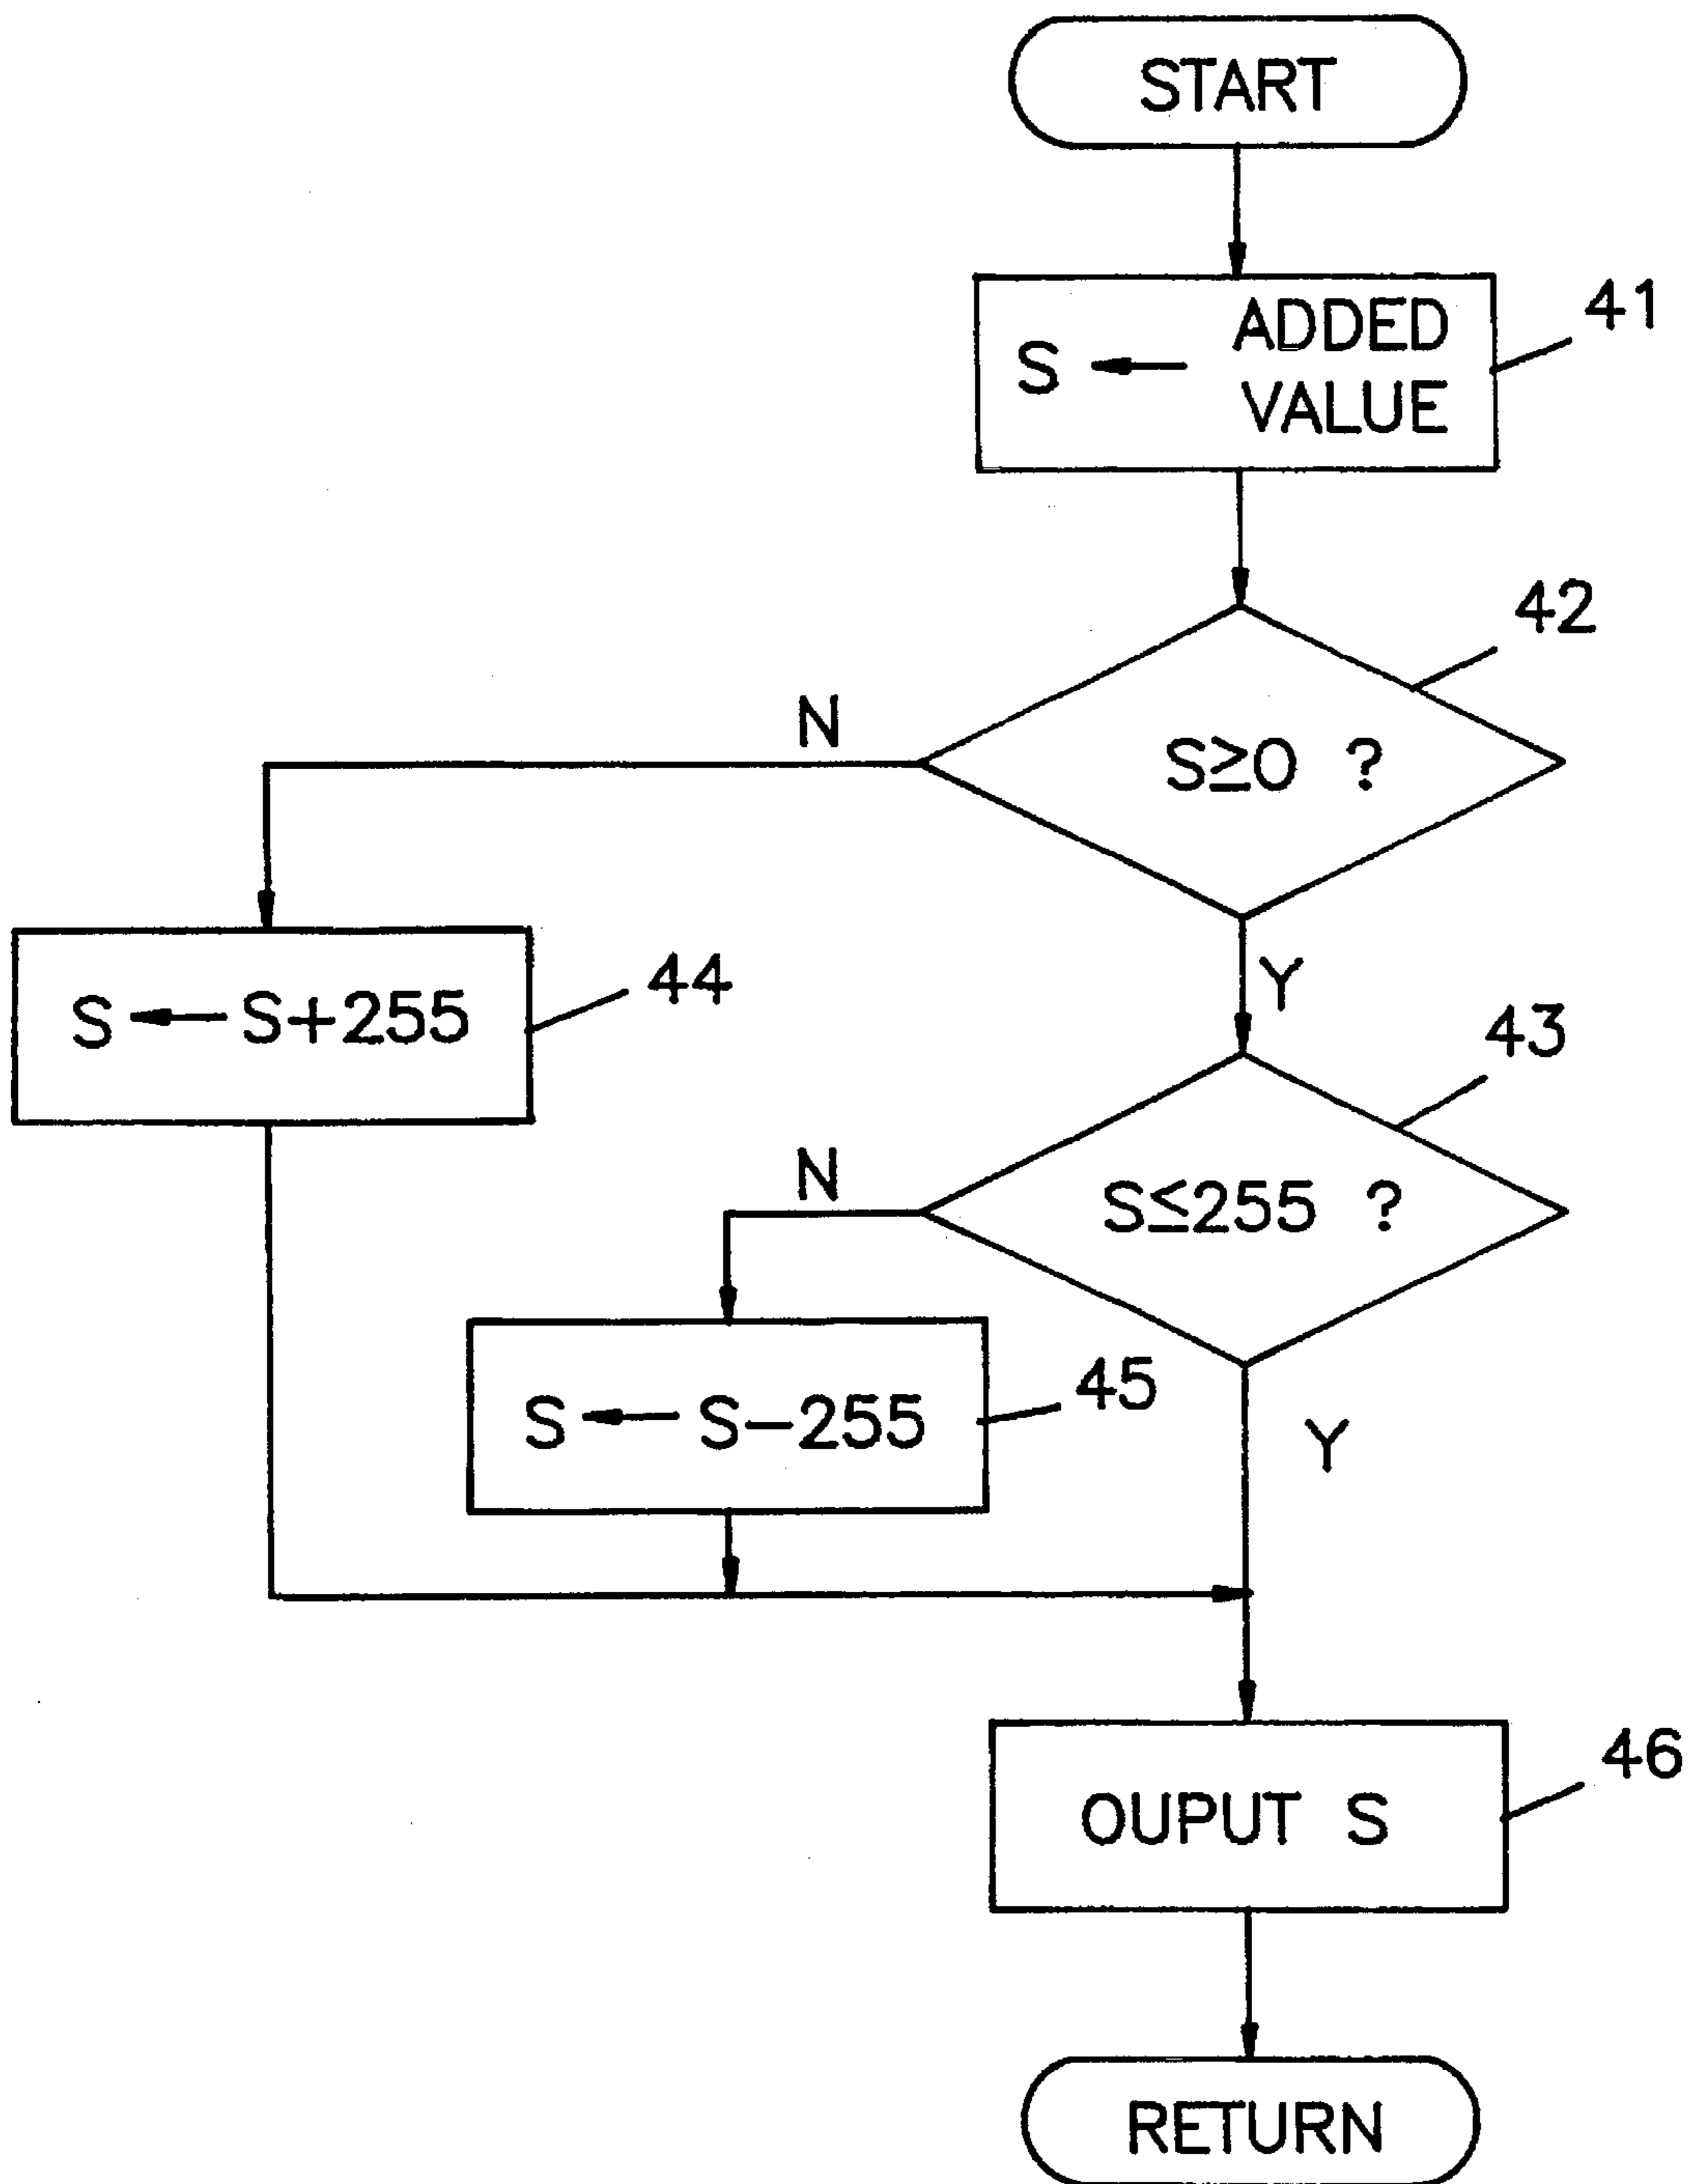 START
S ← ADDED VALUE
41
42
S≥0 ?
N
Y
S ← S+255
44
43
S≤255 ?
N
Y
S ← S-255
45
OUPUT S
46
RETURN